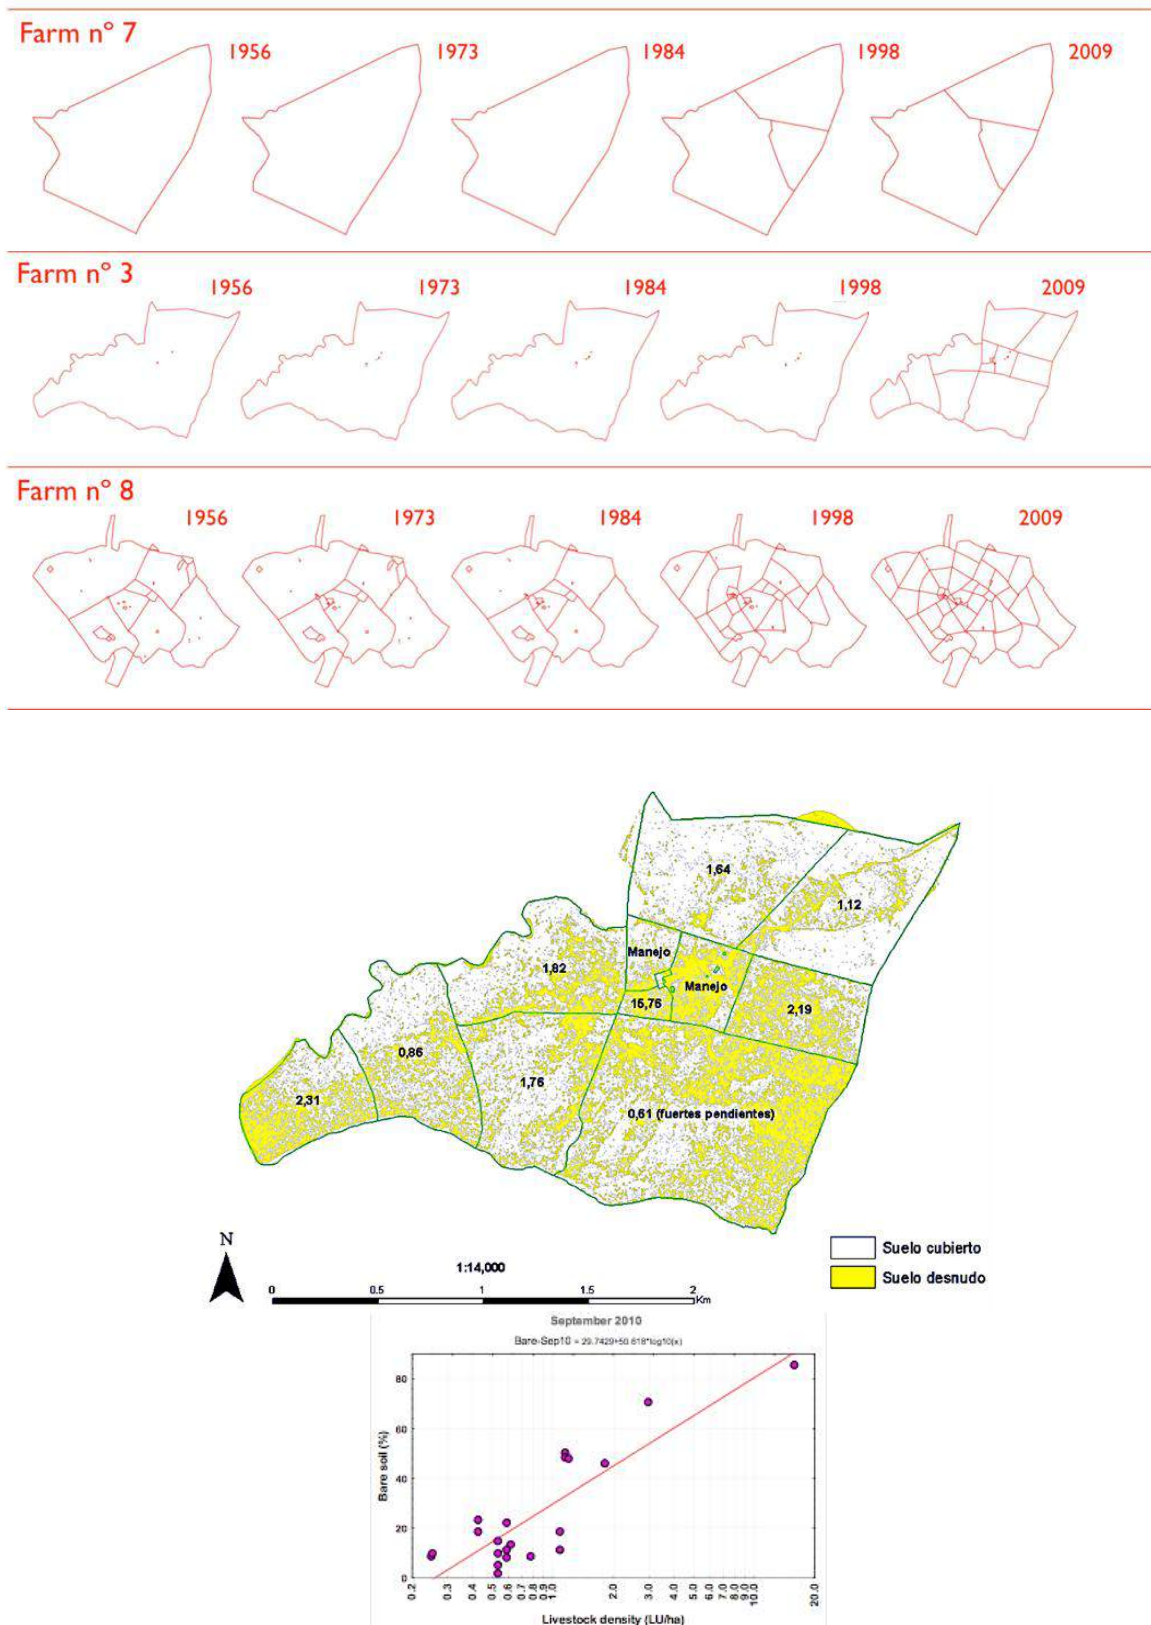 Farm nº 7
1956
1973
1984
1998
2009
Farm nº 3
1956
1973
1984
1998
2009
Farm nº 8
1956
1973
1984
1998
2009
1,64
1,12
Manejo
1,82
Manejo
15,75
2,19
0,86
1,76
2,31
0,61 (fuertes pendientes)
N
1:14,000
0 0.5 1 1.5 2
Km
Suelo cubierto
Suelo desnudo
September 2010
Bare-Sep10 = 29.7429+50.618*log10(x)
Bare soil (%)
80
60
40
20
0
0.2 0.3 0.4 0.5 0.6 0.7 0.8 0.9 1.0 2.0 3.0 4.0 5.0 6.0 7.0 8.0 9.0 10.0 20.0
Livestock density (LU/ha)